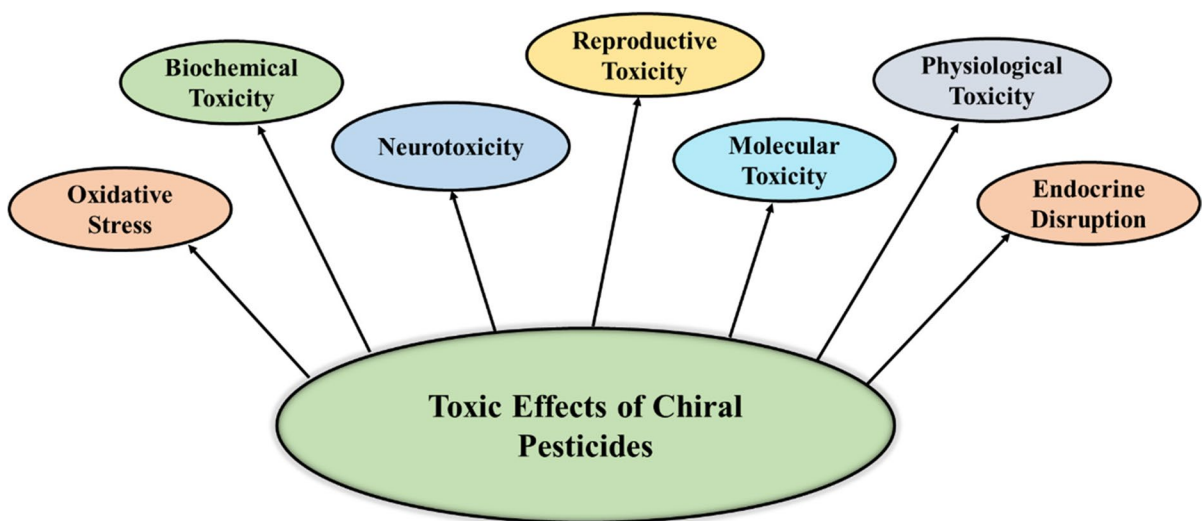 Reproductive
Toxicity
Biochemical
Toxicity
Physiological
Toxicity
Neurotoxicity
Molecular
Toxicity
Oxidative
Stress
Endocrine
Disruption
Toxic Effects of Chiral
Pesticides